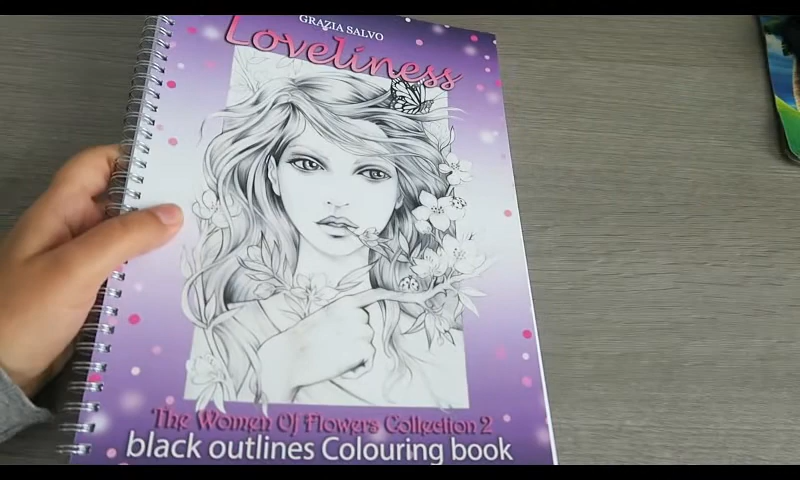 GRAZIA SALVO
Loveliness
The Women Of Flowers Collection 2
black outlines Colouring book